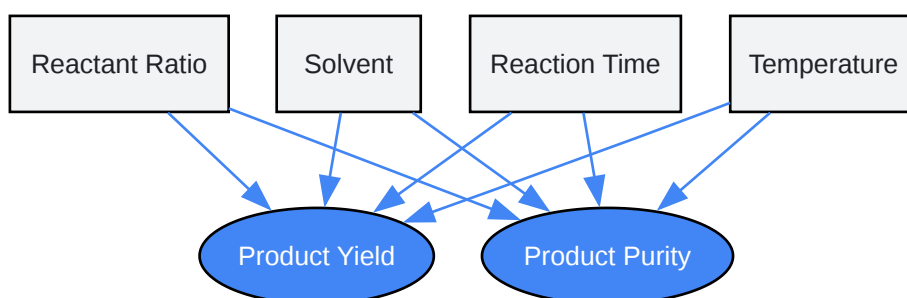 Reactant Ratio
Solvent
Reaction Time
Temperature
Product Yield
Product Purity